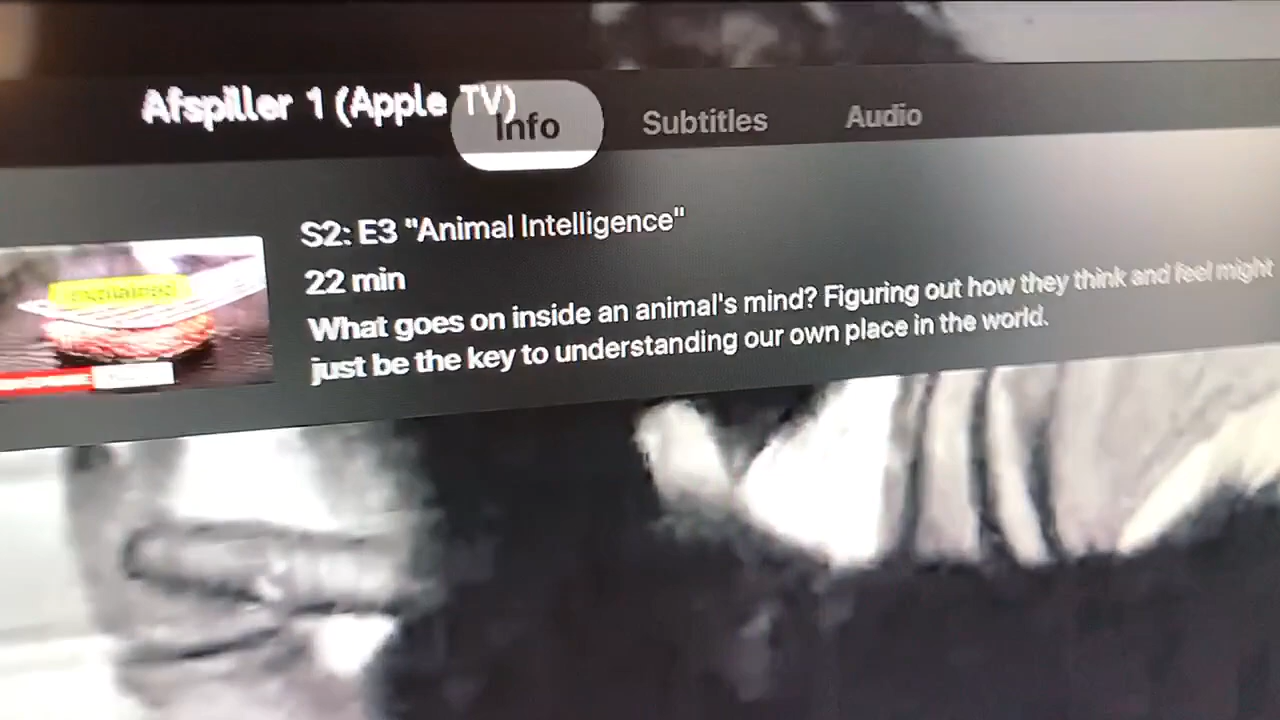 Afspiller 1 (Apple TV)
Info
Subtitles
Audio
S2: E3 "Animal Intelligence"
22 min
What goes on inside an animal's mind? Figuring out how they think and feel might
just be the key to understanding our own place in the world.
Explained